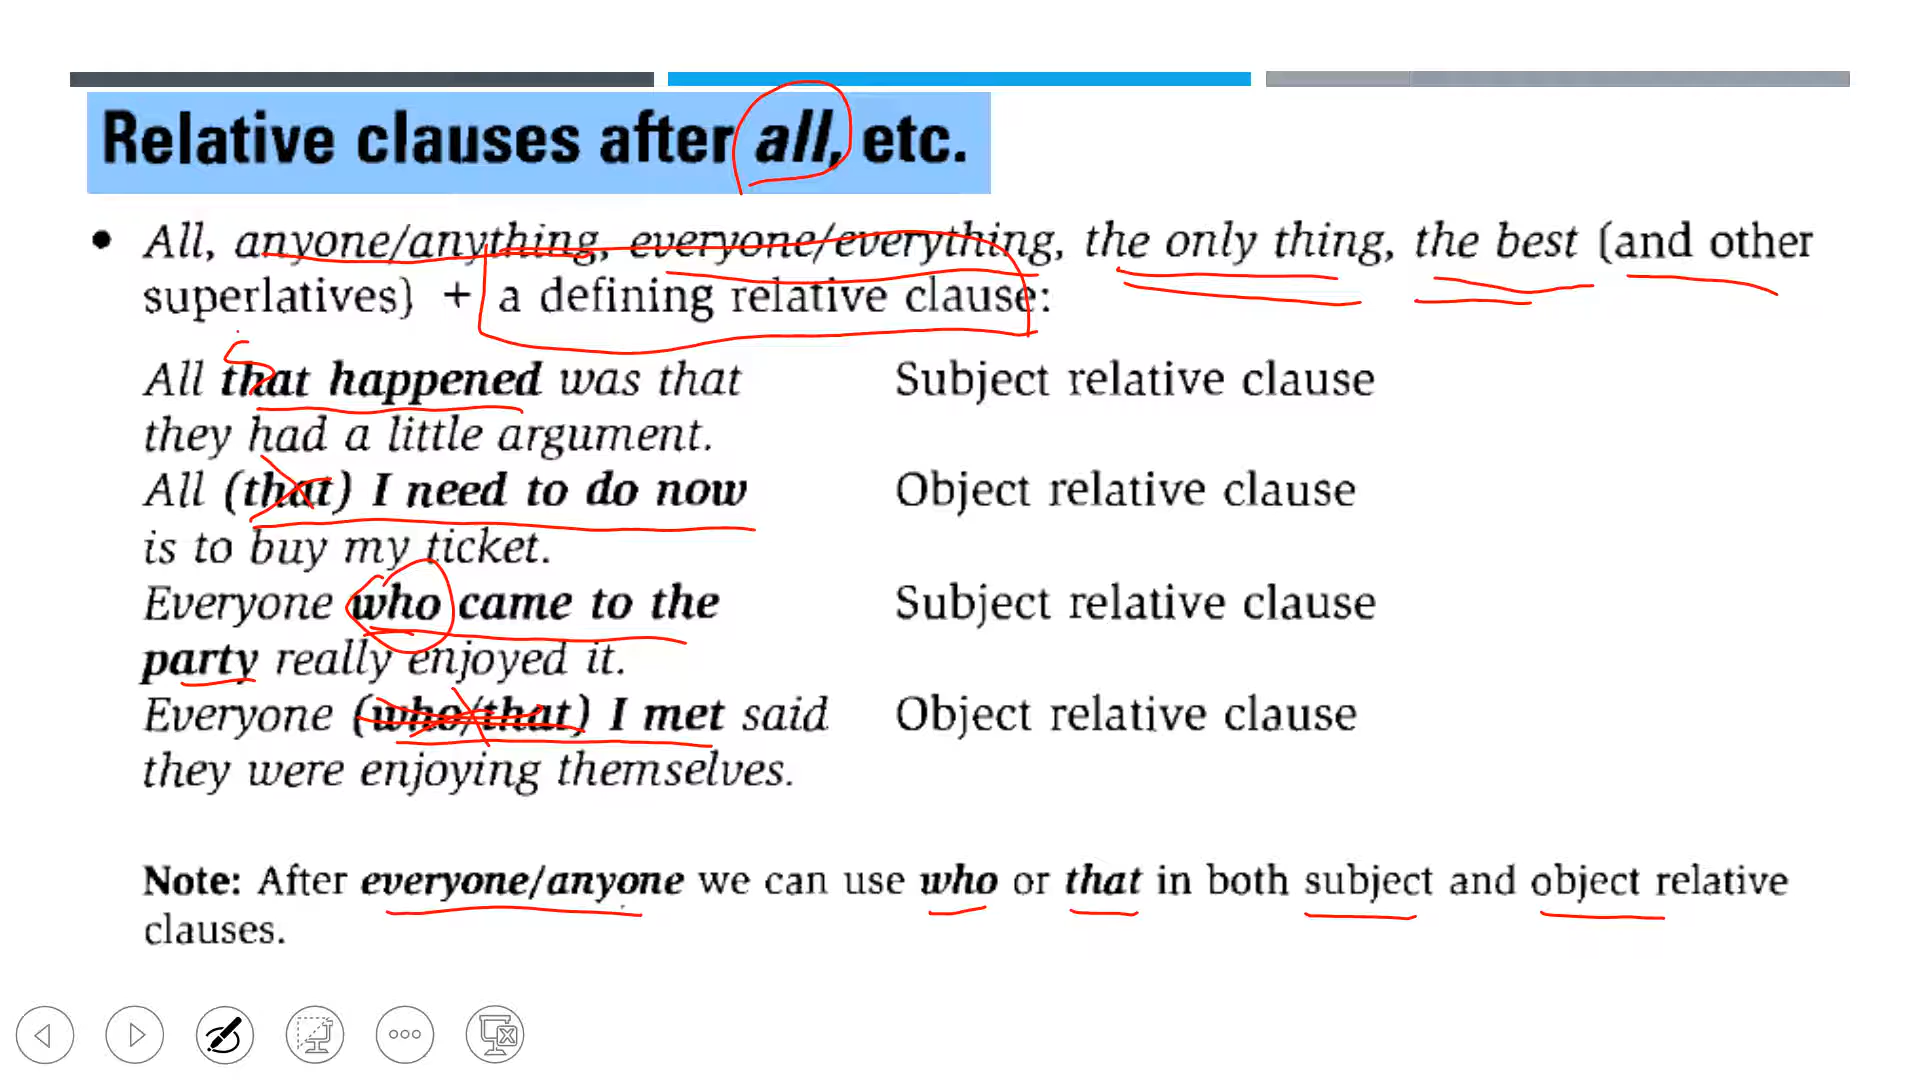 Relative clauses after all, etc.
• All, anyone/anything, everyone/everything, the only thing, the best (and other
superlatives) + a defining relative clause:
All that happened was that
they had a little argument.
Subject relative clause
All (that) I need to do now
is to buy my ticket.
Object relative clause
Everyone who came to the
party really enjoyed it.
Subject relative clause
Everyone (who/that) I met said
they were enjoying themselves.
Object relative clause
Note: After everyone/anyone we can use who or that in both subject and object relative
clauses.